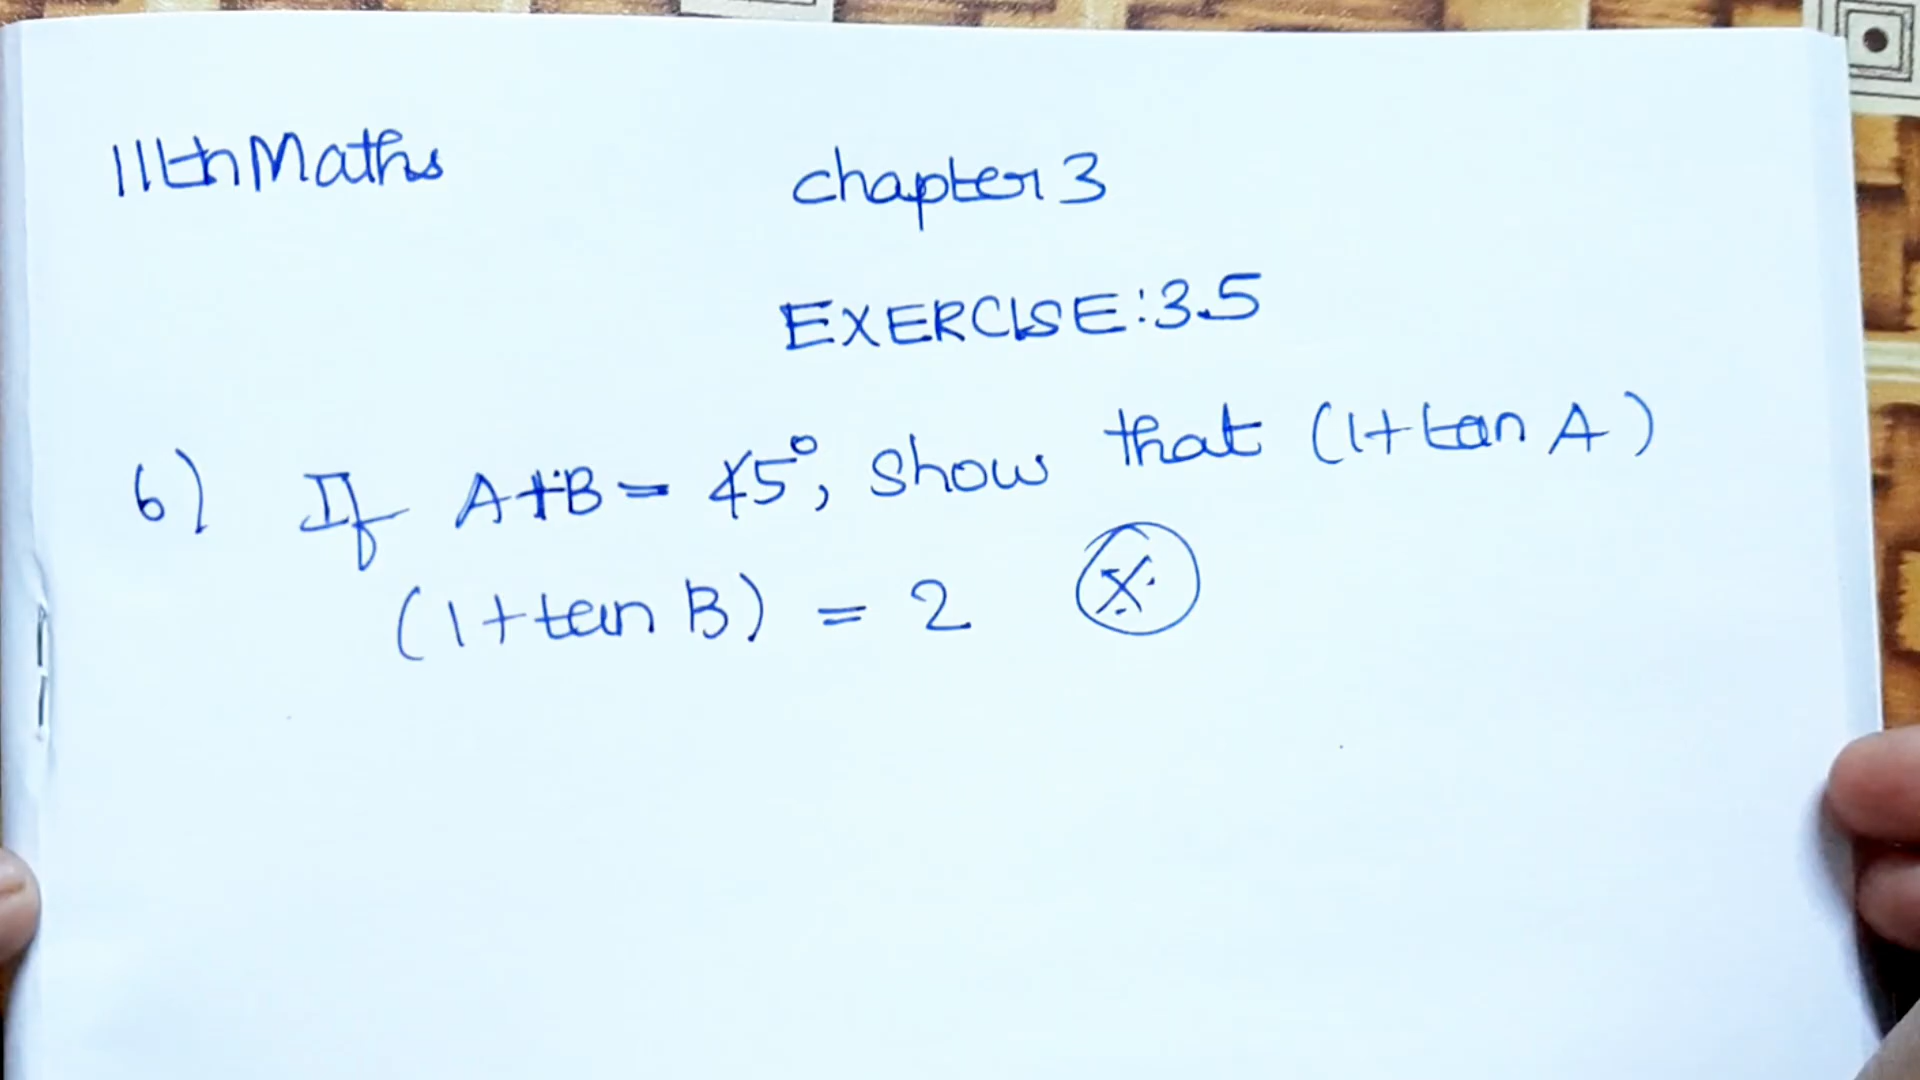 11th Maths
chapter 3
EXERCISE: 3.5
6) If A+B = 45°, show that (1+tan A)
(1+tan B) = 2